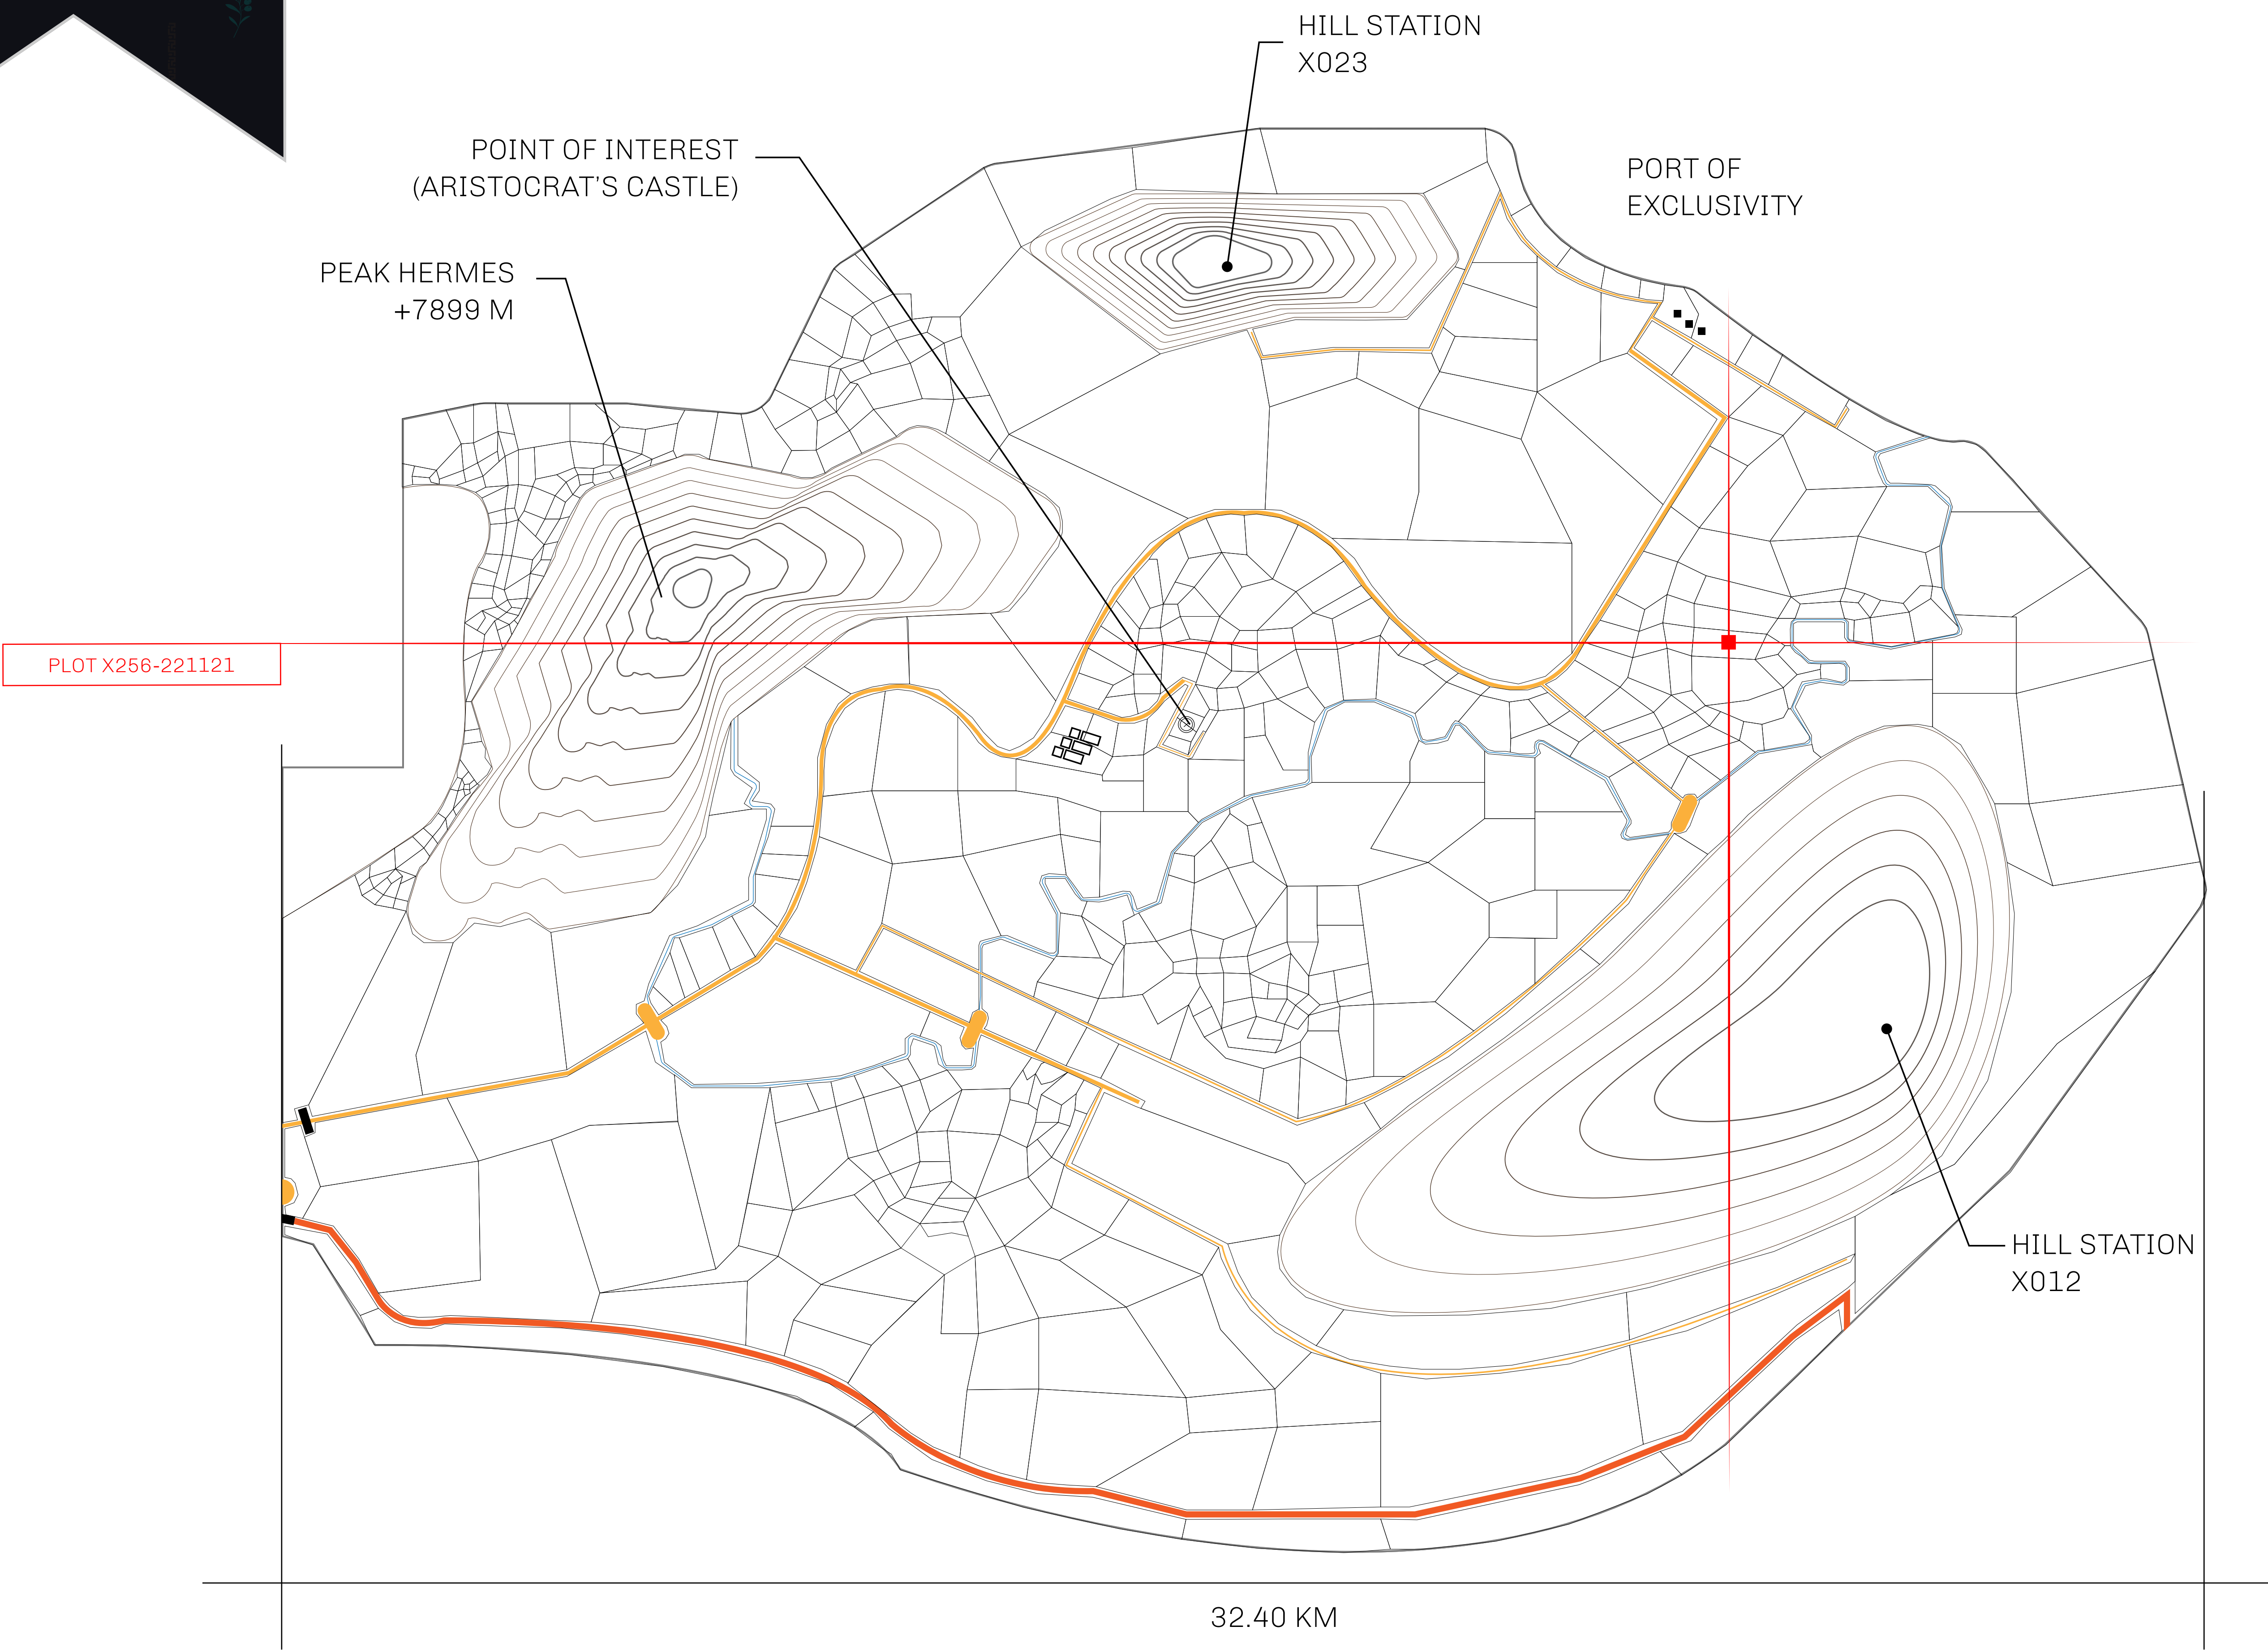 HILL STATION
X023
POINT OF INTEREST
(ARISTOCRAT'S CASTLE)
PORT OF
EXCLUSIVITY
PEAK HERMES
+7899 M
PLOT X256-221121
HILL STATION
X012
32.40 KM